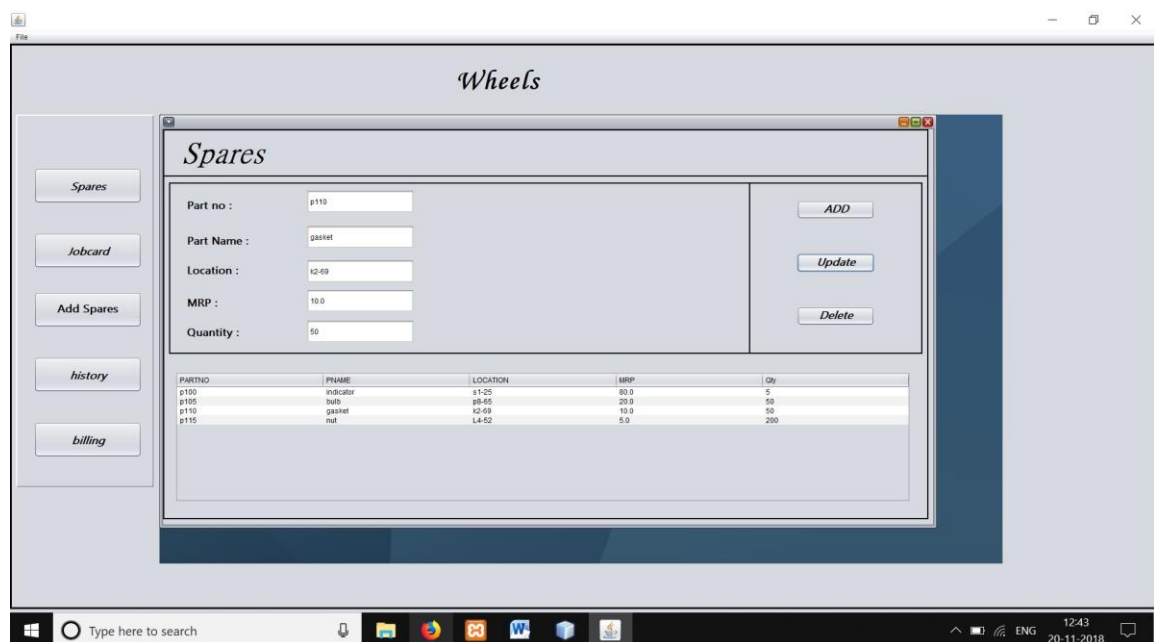 File
Wheels
Spares
Spares
Part no :
p110
ADD
Part Name :
gasket
Jobcard
Update
Location :
k2-69
Add Spares
MRP :
10.0
Delete
Quantity :
50
history
PARTNO PNAME LOCATION MRP Qty
p100 indicator s1-25 80.0 5
p105 bulb p8-65 20.0 50
p110 gasket k2-69 10.0 50
p115 nut L4-52 5.0 200
billing
Type here to search
ENG
12:43
20-11-2018